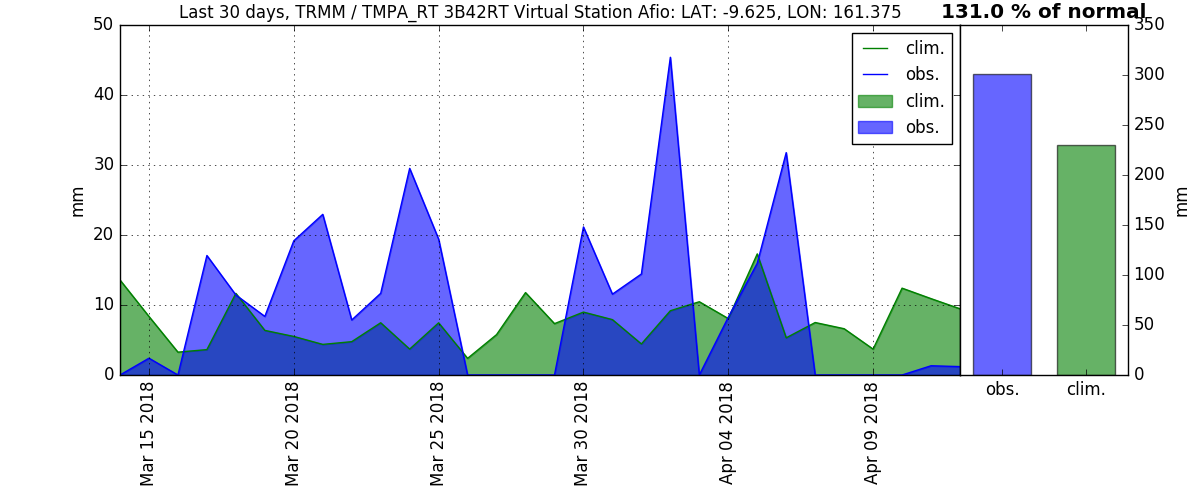 Last 30 days, TRMM / TMPA_RT 3B42RT Virtual Station Afio: LAT: -9.625, LON: 161.375
131.0 % of normal
50
40
30
20
10
0
mm
clim.
obs.
clim.
obs.
350
300
250
200
150
100
50
0
mm
obs.
clim.
Mar 15 2018
Mar 20 2018
Mar 25 2018
Mar 30 2018
Apr 04 2018
Apr 09 2018